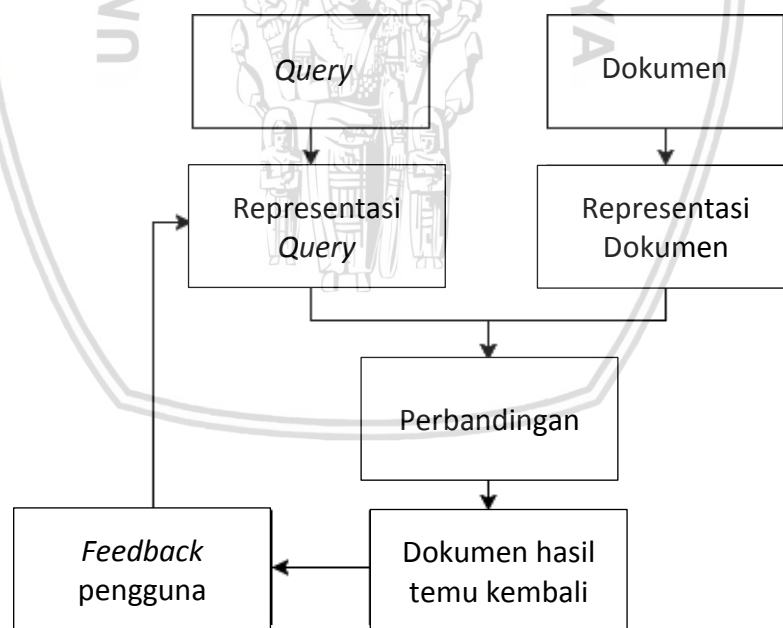 Query
Dokumen
Representasi
Query
Representasi
Dokumen
Perbandingan
Feedback
pengguna
Dokumen hasil
temu kembali